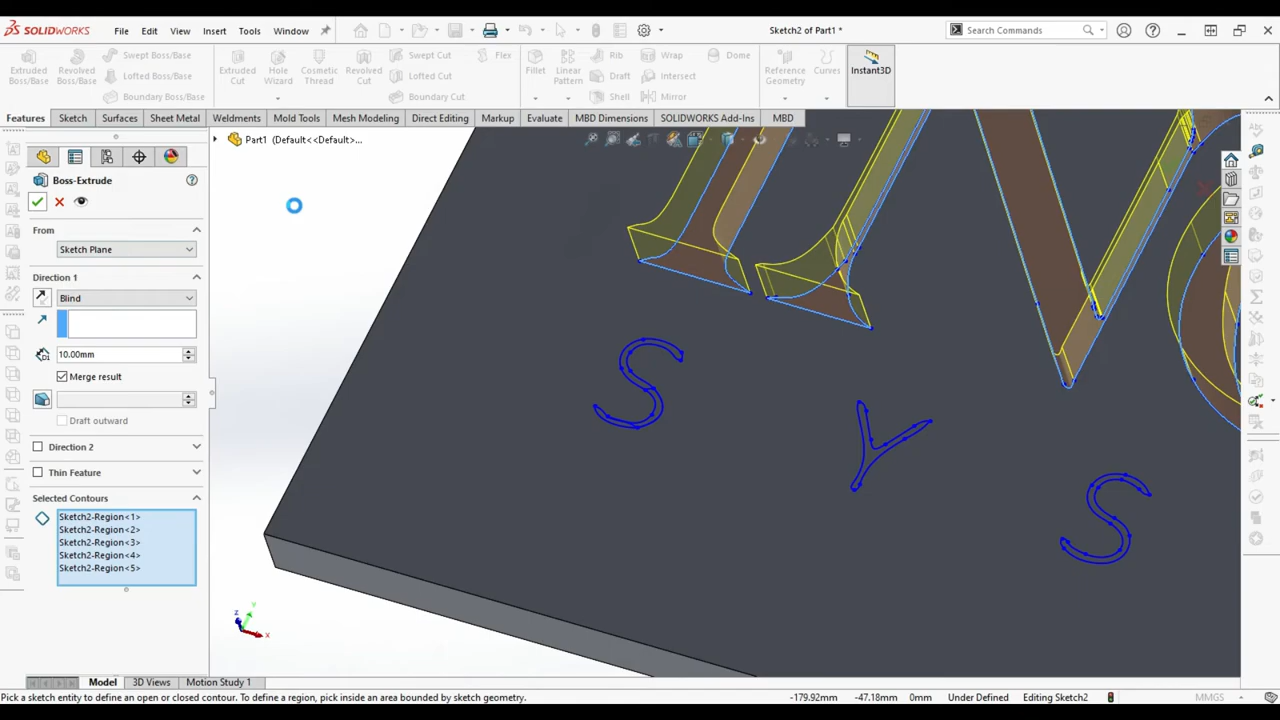 SOLIDWORKS File Edit View Insert Tools Window Sketch2 of Part1 * Search Commands
Extruded Boss/Base Revolved Boss/Base Swept Boss/Base Lofted Boss/Base Boundary Boss/Base Extruded Cut Hole Wizard Cosmetic Thread Revolved Cut Swept Cut Lofted Cut Boundary Cut Flex Fillet Linear Pattern Rib Draft Shell Wrap Intersect Mirror Dome Reference Geometry Curves Instant3D
Features Sketch Surfaces Sheet Metal Weldments Mold Tools Mesh Modeling Direct Editing Markup Evaluate MBD Dimensions SOLIDWORKS Add-Ins MBD
Part1 (Default<<Default>...
Boss-Extrude
From
Sketch Plane
Direction 1
Blind
10.00mm
Merge result
Draft outward
Direction 2
Thin Feature
Selected Contours
Sketch2-Region<1>
Sketch2-Region<2>
Sketch2-Region<3>
Sketch2-Region<4>
Sketch2-Region<5>
S Y S
Z Y X
Model 3D Views Motion Study 1
Pick a sketch entity to define an open or closed contour. To define a region, pick inside an area bounded by sketch geometry. -179.92mm -47.18mm 0mm Under Defined Editing Sketch2 MMGS